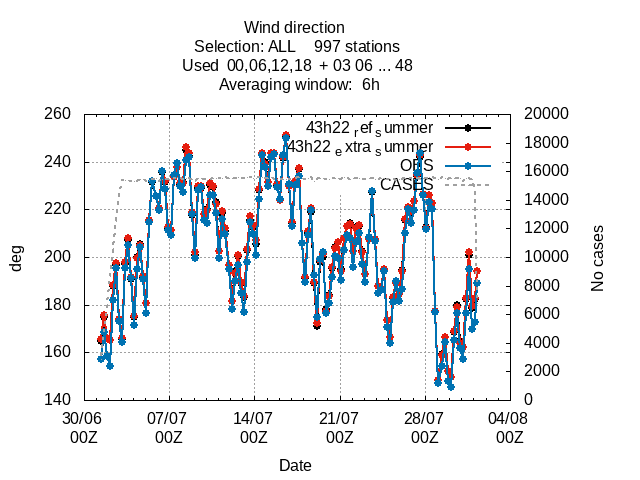 Wind direction
Selection: ALL 997 stations
Used 00,06,12,18 + 03 06 ... 48
Averaging window: 6h
260 20000
43h22 ref summer 18000
240 43h22 extra summer 16000
OBS
CASES
220 14000
12000
200 10000
8000
180 6000
4000
160 2000
140 0
deg
No cases
30/06 07/07 14/07 21/07 28/07 04/08
00Z 00Z 00Z 00Z 00Z 00Z
Date